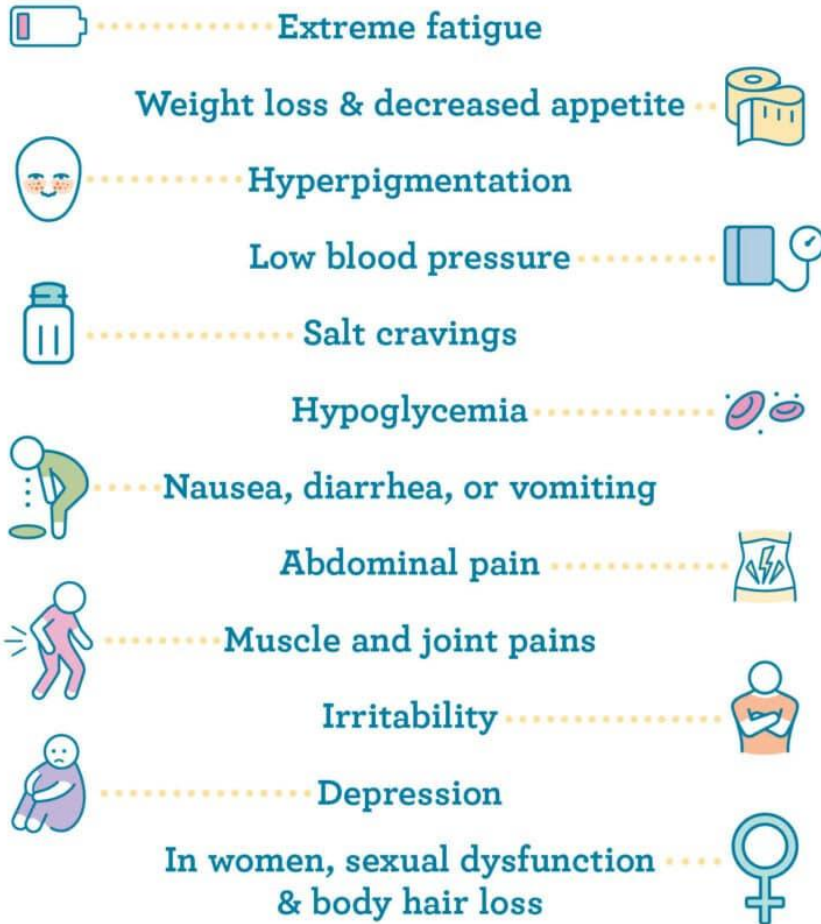 Extreme fatigue
Weight loss & decreased appetite
Hyperpigmentation
Low blood pressure
Salt cravings
Hypoglycemia
Nausea, diarrhea, or vomiting
Abdominal pain
Muscle and joint pains
Irritability
Depression
In women, sexual dysfunction
& body hair loss